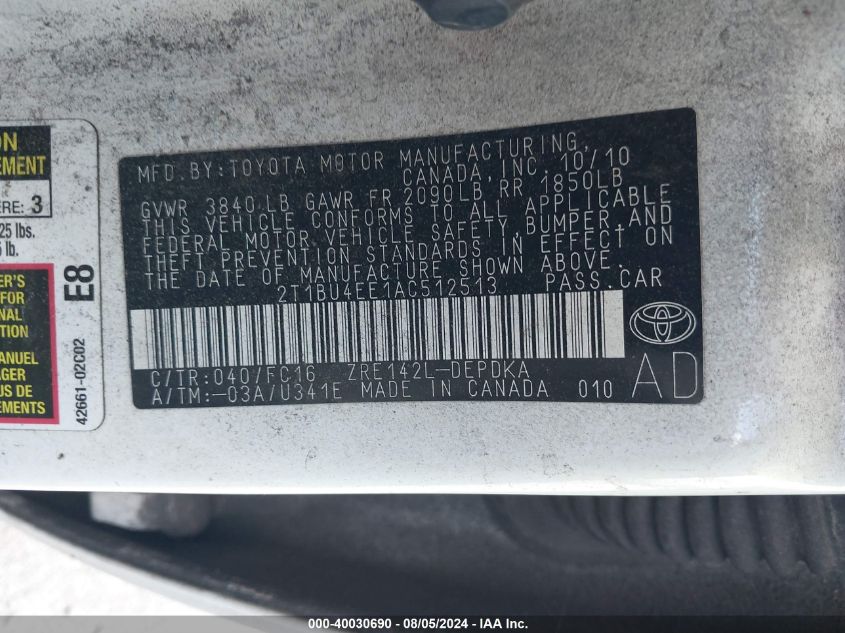 ON
EMENT
ERE: 3
25 lbs.
5 lb.
ER'S
FOR
NAL
TION
MANUEL
AGER
US DE
EMENTS
E8
42661-02C02
MFD. BY: TOYOTA MOTOR MANUFACTURING,
CANADA, INC. 10/10
GVWR 3840 LB GAWR FR 2090LB RR 1850LB
THIS VEHICLE CONFORMS TO ALL APPLICABLE
FEDERAL MOTOR VEHICLE SAFETY, BUMPER AND
THEFT PREVENTION STANDARDS IN EFFECT ON
THE DATE OF MANUFACTURE SHOWN ABOVE.
2T1BU4EE1AC512513 PASS.CAR
C/TR: 040/FC16 ZRE142L-DEPDKA
A/TM: -03A/U341E MADE IN CANADA 010
AD
000-40030690 - 08/05/2024 - IAA Inc.